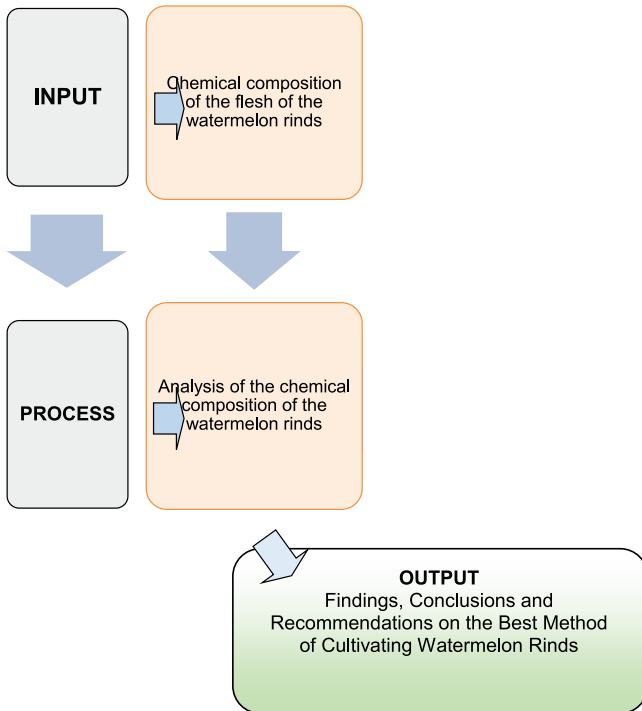 INPUT
Chemical composition
of the flesh of the
watermelon rinds
PROCESS
Analysis of the chemical
composition of the
watermelon rinds
OUTPUT
Findings, Conclusions and
Recommendations on the Best Method
of Cultivating Watermelon Rinds